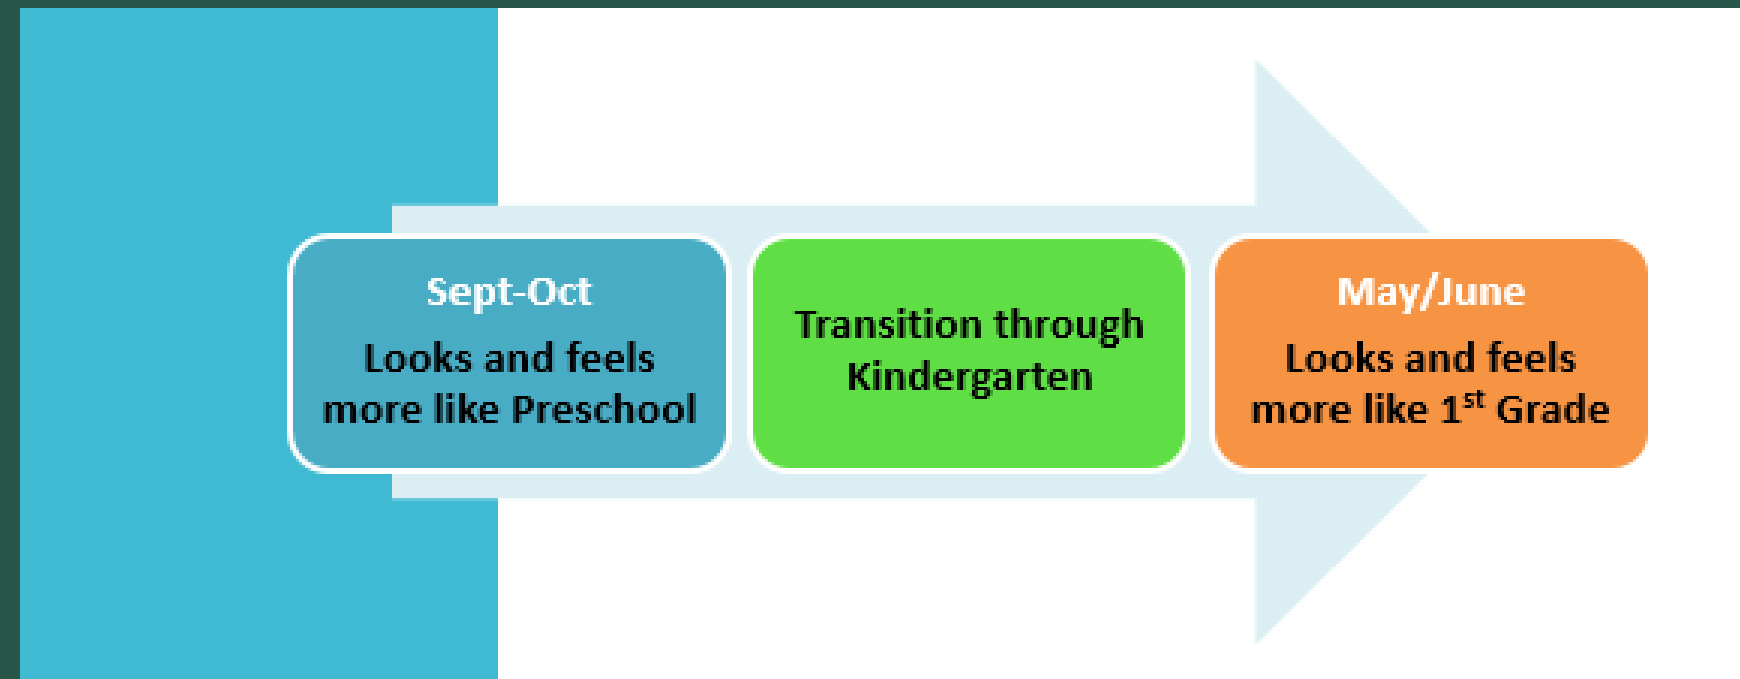 Sept-Oct
Looks and feels
more like Preschool
Transition through
Kindergarten
May/June
Looks and feels
more like 1st Grade